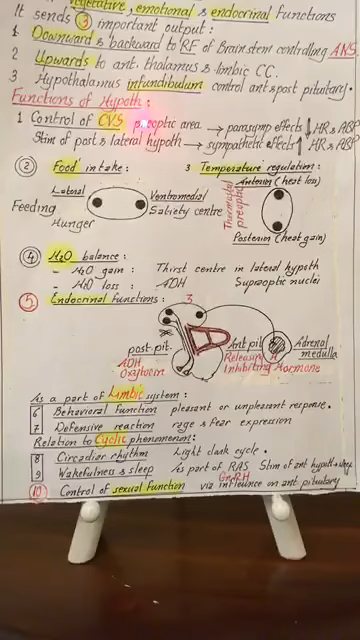 vegetative, emotional & endocrinal functions
It sends 3 important output:
1 Downward & backward to RF of Brainstem controlling ANS.
2 Upwards to ant. thalamus & limbic CC.
3 Hypothalamus infundibulum control ant & post pituitary.
Functions of Hypoth:
1 Control of CVS preoptic area → parasymp effects ↓ HR & ABP
Stim of post & lateral hypoth → sympathetic effects ↑ HR & ABP
2 Food intake:
3 Temperature regulation:
Lateral
Feeding
Hunger
Ventromedial
Satiety centre
Anterior (heat loss)
Thermostat
preoptic
Posterior (heat gain)
4 H2O balance:
- H2O gain: Thirst centre in lateral hypoth
- H2O loss: ADH Supraoptic nuclei
5 Endocrinal functions:
3
post-pit
ADH
Oxytocin
Ant pit
Releasing H
Inhibiting Hormone
Adrenal
medulla
As a part of Limbic system:
6 Behavioral Function pleasant or unpleasant response.
7 Defensive reaction rage & fear expression
Relation to Cyclic phenomenon:
8 Circadian rhythm Light dark cycle.
9 Wakefulness & sleep As part of RAS Stim of ant hypoth → sleep
GnRH
10 Control of sexual function via influence on ant pituitary